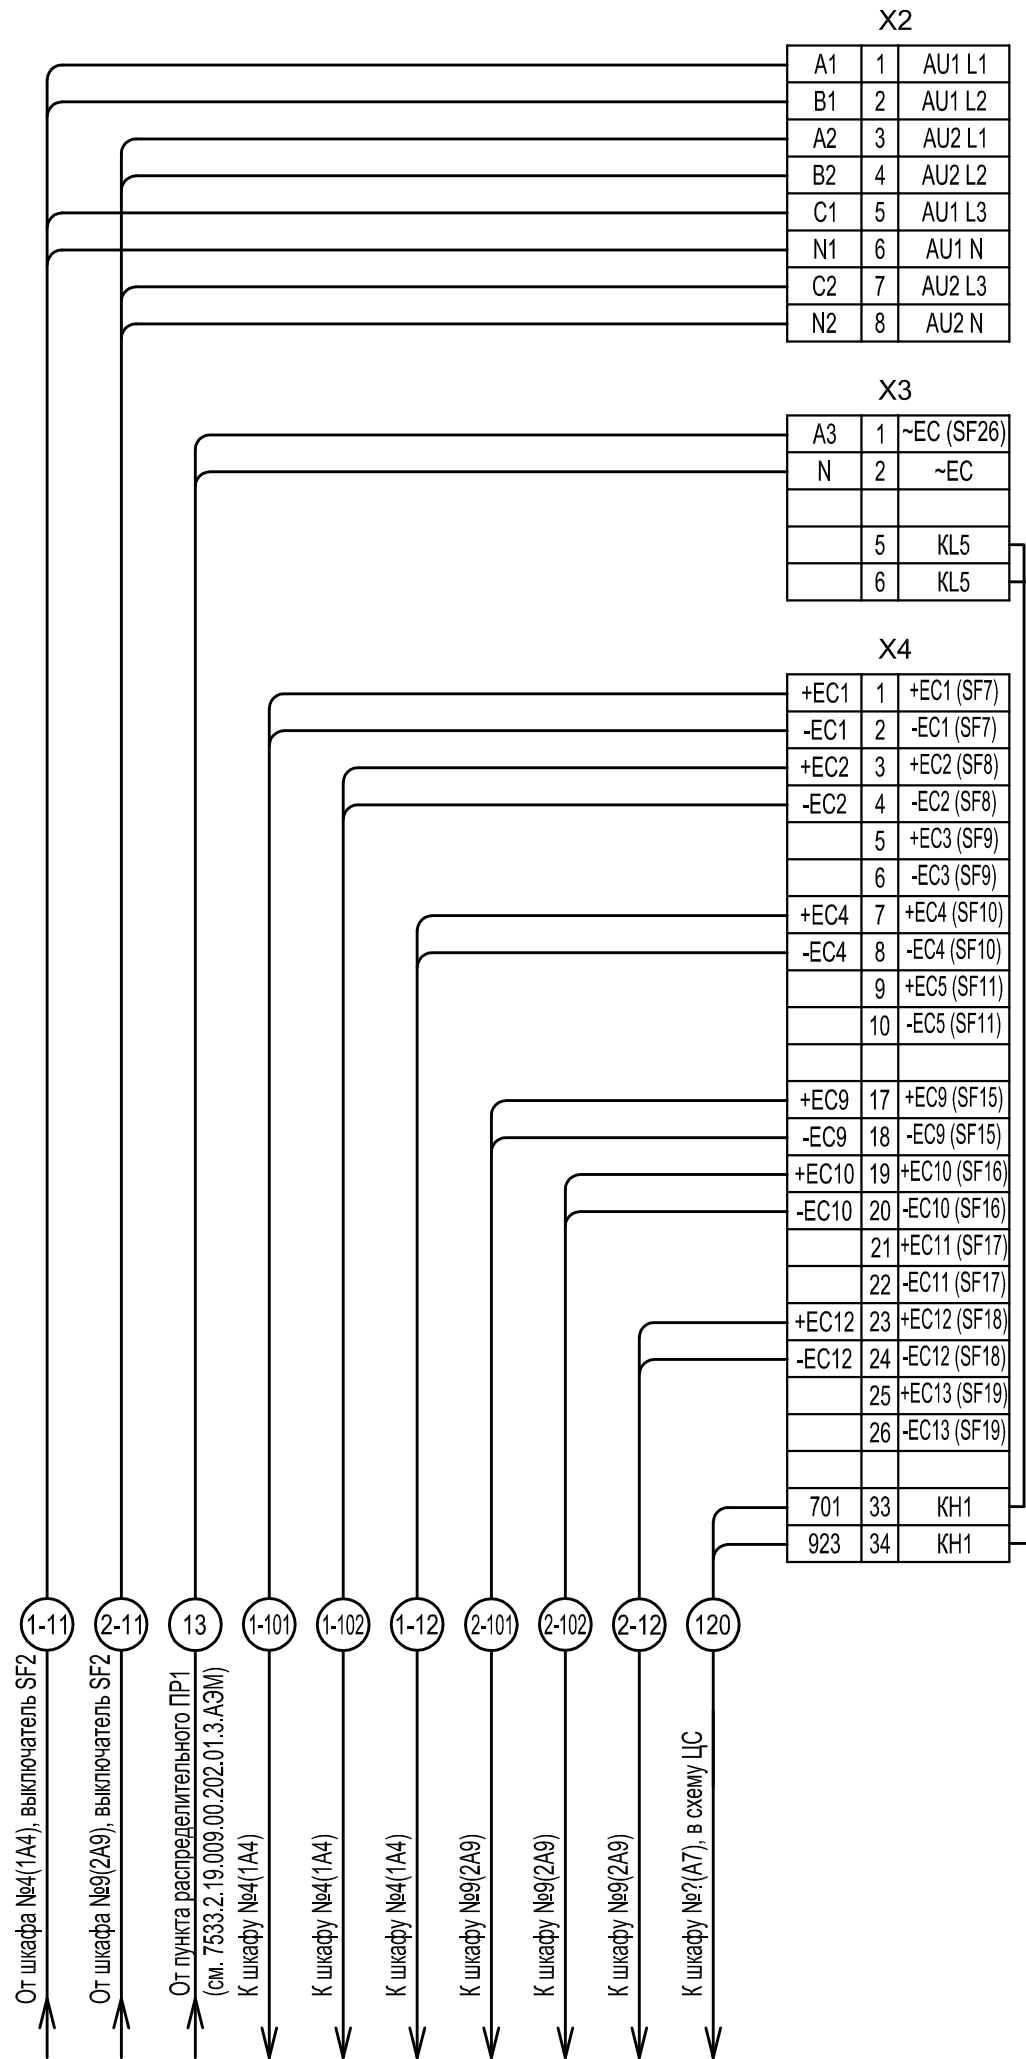 X2
A1 1 AU1 L1
B1 2 AU1 L2
A2 3 AU2 L1
B2 4 AU2 L2
C1 5 AU1 L3
N1 6 AU1 N
C2 7 AU2 L3
N2 8 AU2 N
X3
A3 1 ~EC (SF26)
N 2 ~EC
5 KL5
6 KL5
X4
+EC1 1 +EC1 (SF7)
-EC1 2 -EC1 (SF7)
+EC2 3 +EC2 (SF8)
-EC2 4 -EC2 (SF8)
5 +EC3 (SF9)
6 -EC3 (SF9)
+EC4 7 +EC4 (SF10)
-EC4 8 -EC4 (SF10)
9 +EC5 (SF11)
10 -EC5 (SF11)
+EC9 17 +EC9 (SF15)
-EC9 18 -EC9 (SF15)
+EC10 19 +EC10 (SF16)
-EC10 20 -EC10 (SF16)
21 +EC11 (SF17)
22 -EC11 (SF17)
+EC12 23 +EC12 (SF18)
-EC12 24 -EC12 (SF18)
25 +EC13 (SF19)
26 -EC13 (SF19)
701 33 KH1
923 34 KH1
1-11 2-11 13 1-101 1-102 1-12 2-101 2-102 2-12 120
От шкафа №4(1А4), выключатель SF2
От шкафа №9(2А9), выключатель SF2
От пункта распределительного ПР1
(см. 7533.2.19.009.00.202.01.3.АЭМ)
К шкафу №4(1А4)
К шкафу №4(1А4)
К шкафу №4(1А4)
К шкафу №9(2А9)
К шкафу №9(2А9)
К шкафу №9(2А9)
К шкафу №?(А7), в схему ЦС